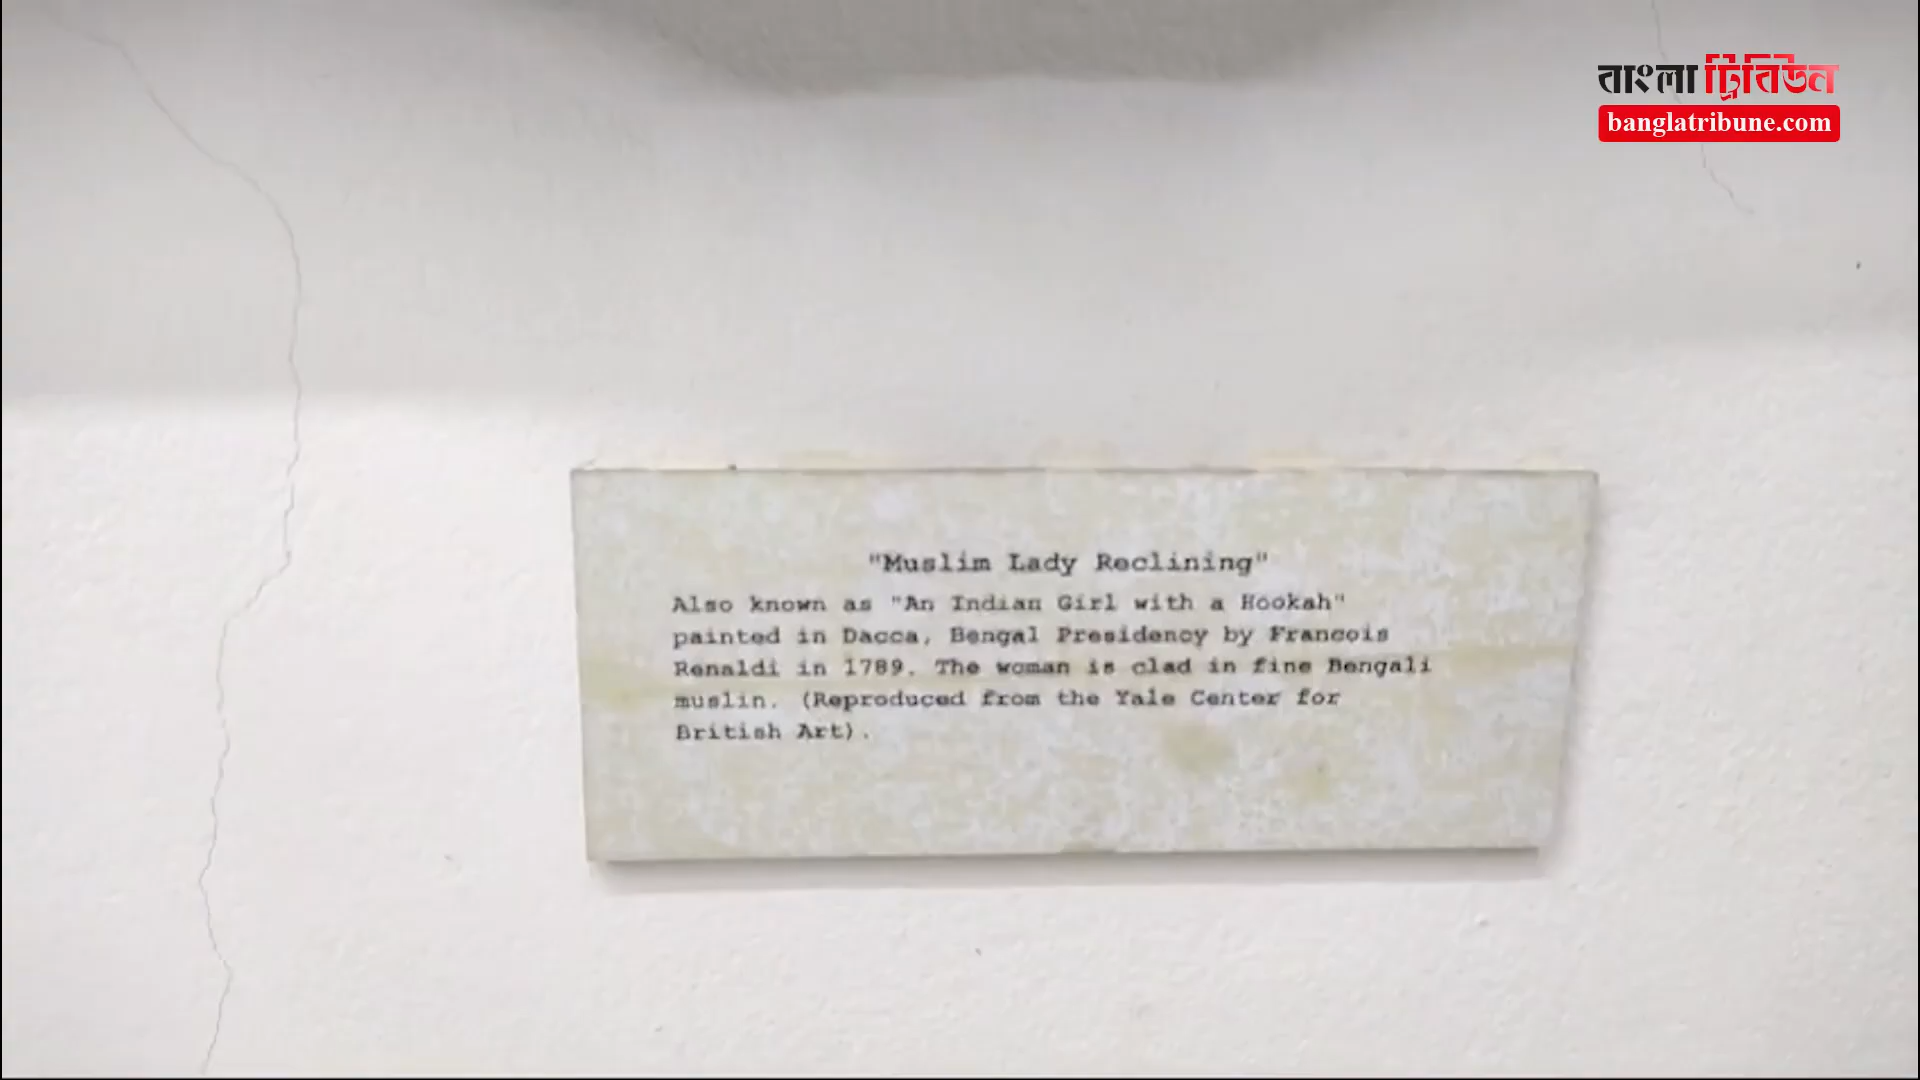 বাংলা ট্রিবিউন
banglatribune.com
"Muslim Lady Reclining"
Also known as "An Indian Girl with a Hookah"
painted in Dacca, Bengal Presidency by Francois
Renaldi in 1789. The woman is clad in fine Bengali
muslin. (Reproduced from the Yale Center for
British Art).